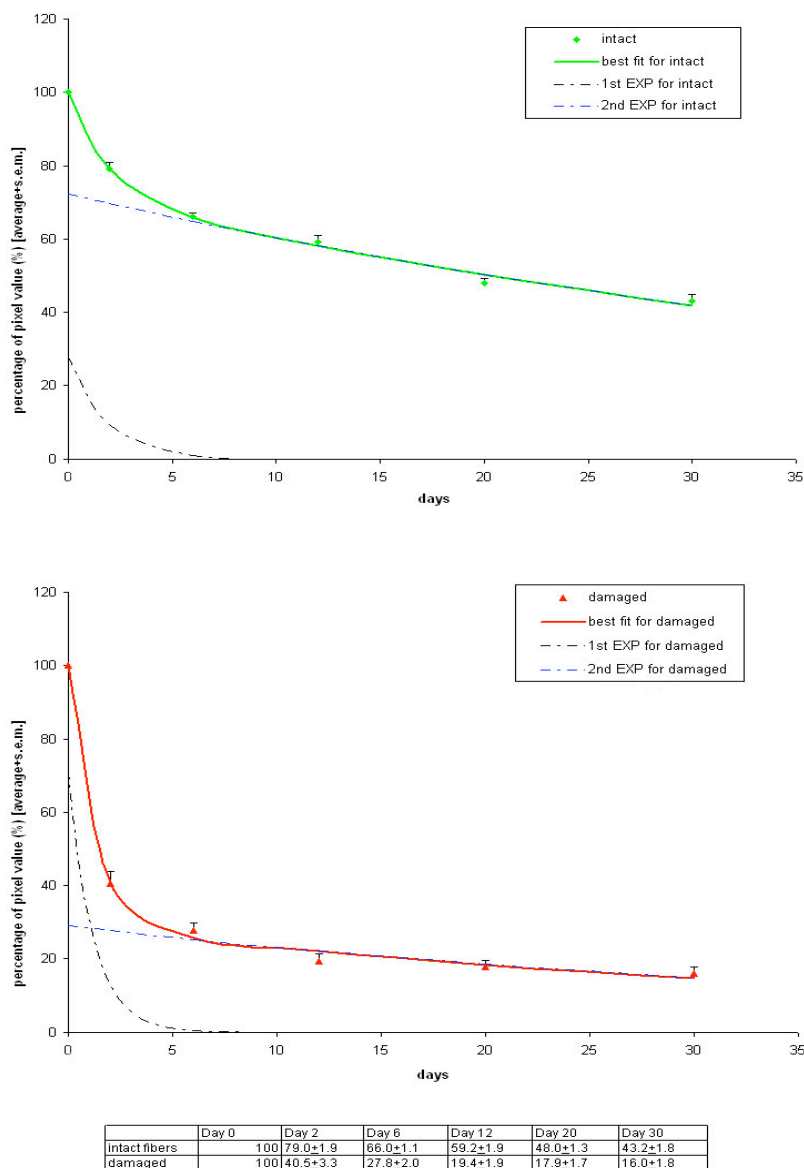 percentage of pixel value (%) [average+s.e.m.]
120
100
80
60
40
20
0
0 5 10 15 20 25 30 35
days
intact
best fit for intact
1st EXP for intact
2nd EXP for intact
percentage of pixel value (%) [average+s.e.m.]
120
100
80
60
40
20
0
0 5 10 15 20 25 30 35
days
damaged
best fit for damaged
1st EXP for damaged
2nd EXP for damaged
Day 0 Day 2 Day 6 Day 12 Day 20 Day 30
intact fibers 100 79.0±1.9 66.0±1.1 59.2±1.9 48.0±1.3 43.2±1.8
damaged 100 40.5±3.3 27.8±2.0 19.4±1.9 17.9±1.7 16.0±1.8